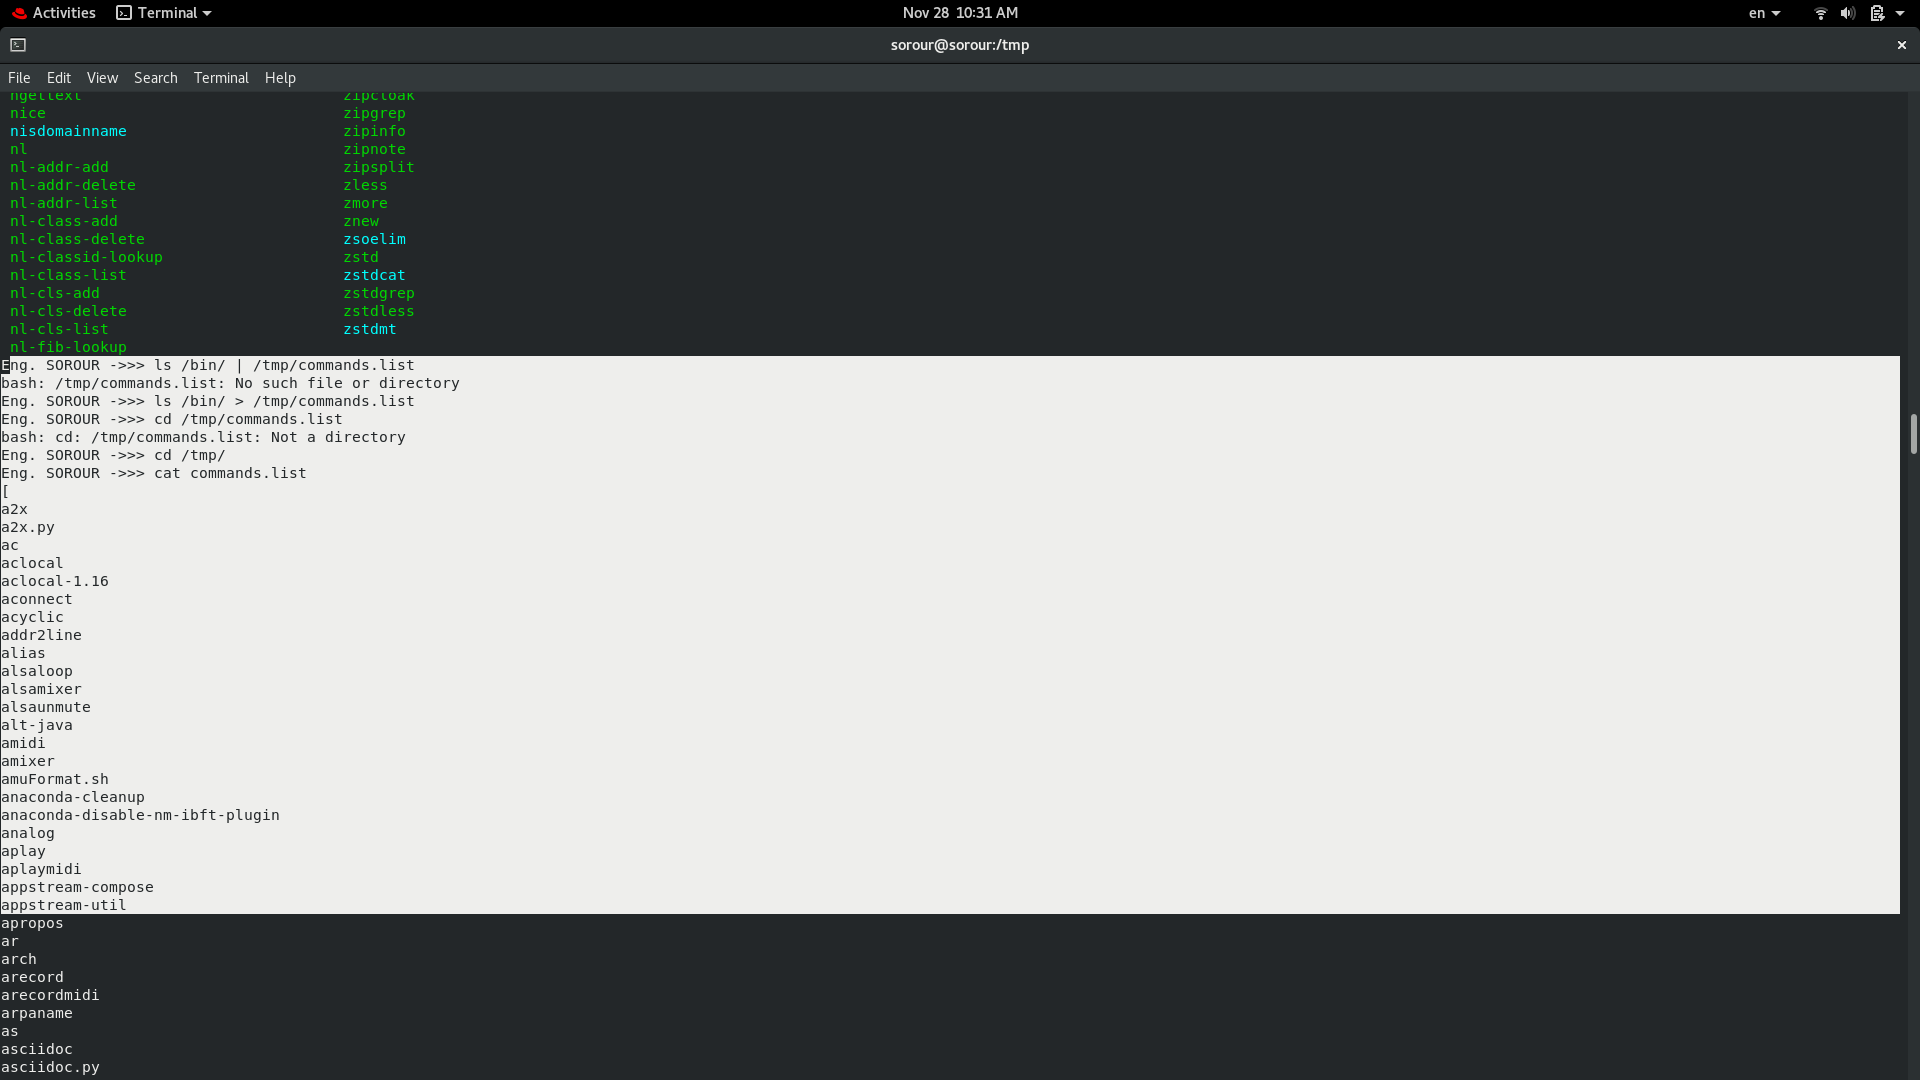 Activities Terminal Nov 28 10:31 AM en
sorour@sorour:/tmp
File Edit View Search Terminal Help
ngettext zipcloak
nice zipgrep
nisdomainname zipinfo
nl zipnote
nl-addr-add zipsplit
nl-addr-delete zless
nl-addr-list zmore
nl-class-add znew
nl-class-delete zsoelim
nl-classid-lookup zstd
nl-class-list zstdcat
nl-cls-add zstdgrep
nl-cls-delete zstdless
nl-cls-list zstdmt
nl-fib-lookup
Eng. SOROUR ->>> ls /bin/ | /tmp/commands.list
bash: /tmp/commands.list: No such file or directory
Eng. SOROUR ->>> ls /bin/ > /tmp/commands.list
Eng. SOROUR ->>> cd /tmp/commands.list
bash: cd: /tmp/commands.list: Not a directory
Eng. SOROUR ->>> cd /tmp/
Eng. SOROUR ->>> cat commands.list
[
a2x
a2x.py
ac
aclocal
aclocal-1.16
aconnect
acyclic
addr2line
alias
alsaloop
alsamixer
alsaunmute
alt-java
amidi
amixer
amuFormat.sh
anaconda-cleanup
anaconda-disable-nm-ibft-plugin
analog
aplay
aplaymidi
appstream-compose
appstream-util
apropos
ar
arch
arecord
arecordmidi
arpaname
as
asciidoc
asciidoc.py